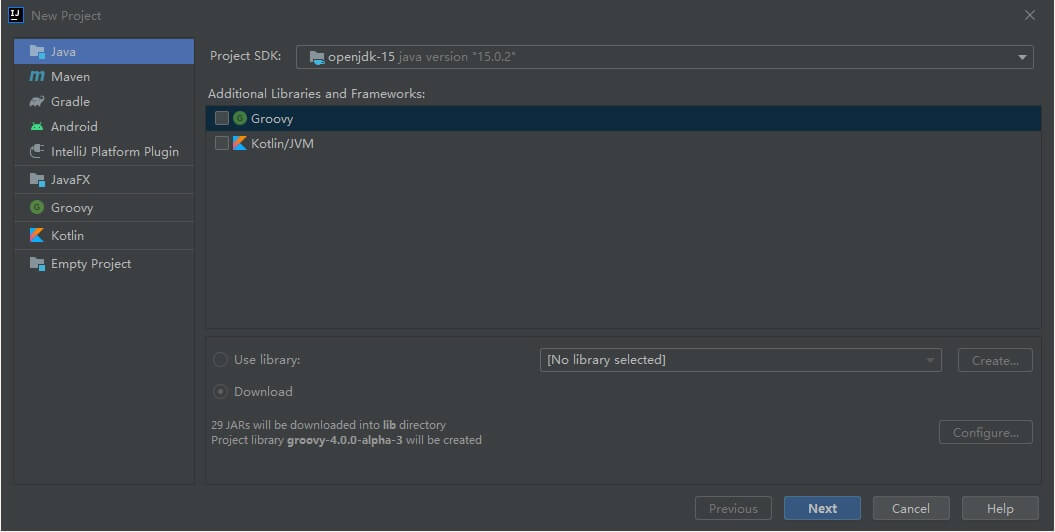 New Project
Java
Maven
Gradle
Android
IntelliJ Platform Plugin
JavaFX
Groovy
Kotlin
Empty Project
Project SDK: openjdk-15 java version "15.0.2"
Additional Libraries and Frameworks:
Groovy
Kotlin/JVM
Use library: [No library selected] Create...
Download
29 JARs will be downloaded into lib directory
Project library groovy-4.0.0-alpha-3 will be created
Configure...
Previous Next Cancel Help